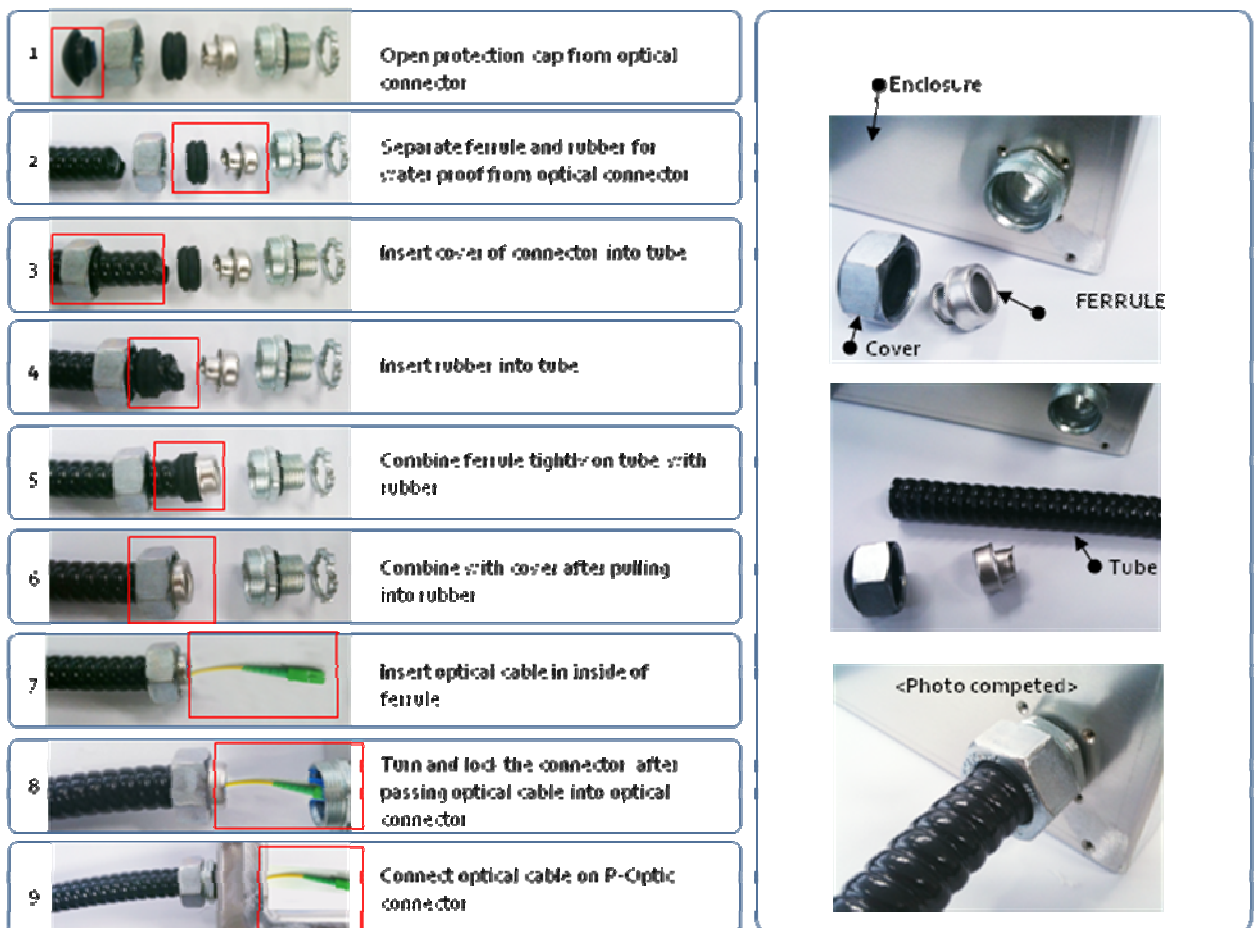 1
Open protection cap from optical
connector
2
Separate ferrule and rubber for
water proof from optical connector
3
Insert cover of connector into tube
4
Insert rubber into tube
5
Combine ferrule tightly on tube with
rubber
6
Combine with cover after pulling
into rubber
7
Insert optical cable in inside of
ferrule
8
Turn and lock the connector after
passing optical cable into optical
connector
9
Connect optical cable on P-Optic
connector
Enclosure
FERRULE
Cover
Tube
<Photo competed>